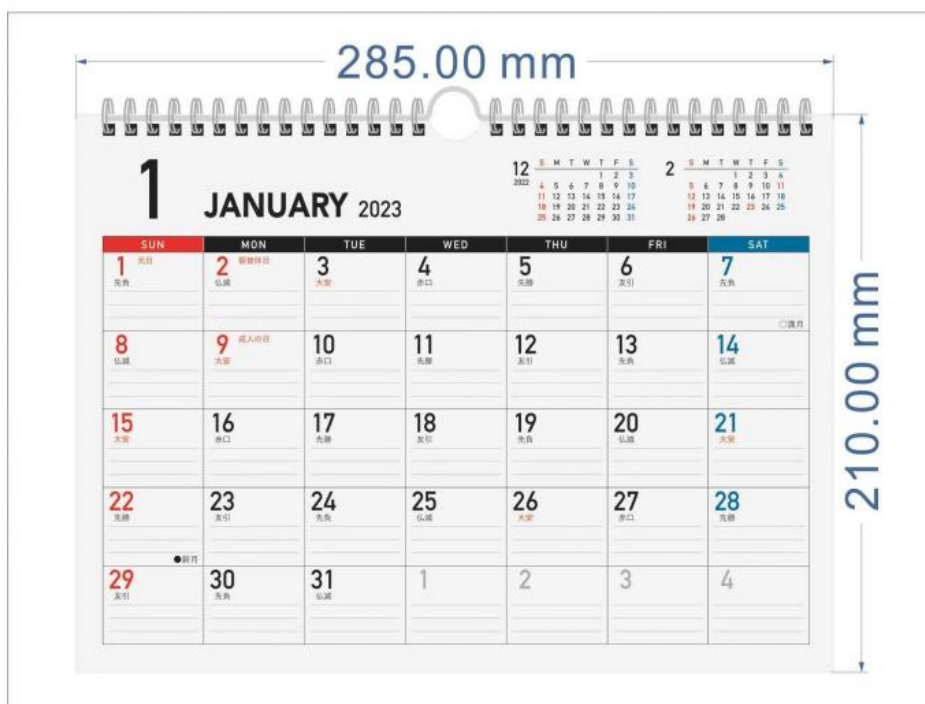 285.00 mm
210.00 mm
1
JANUARY 2023
12
2022
S M T W T F S
1 2 3
4 5 6 7 8 9 10
11 12 13 14 15 16 17
18 19 20 21 22 23 24
25 26 27 28 29 30 31
2
S M T W T F S
1 2 3 4
5 6 7 8 9 10 11
12 13 14 15 16 17 18
19 20 21 22 23 24 25
26 27 28
SUN MON TUE WED THU FRI SAT
1 元日 2 振替休日 3 4 5 6 7
先負 仏滅 大安 赤口 先勝 友引 先負
○満月
8 9 成人の日 10 11 12 13 14
仏滅 大安 赤口 先勝 友引 先負 仏滅
15 16 17 18 19 20 21
大安 赤口 先勝 友引 先負 仏滅 大安
22 23 24 25 26 27 28
先勝 友引 先負 仏滅 大安 赤口 先勝
●新月
29 30 31 1 2 3 4
友引 先負 仏滅